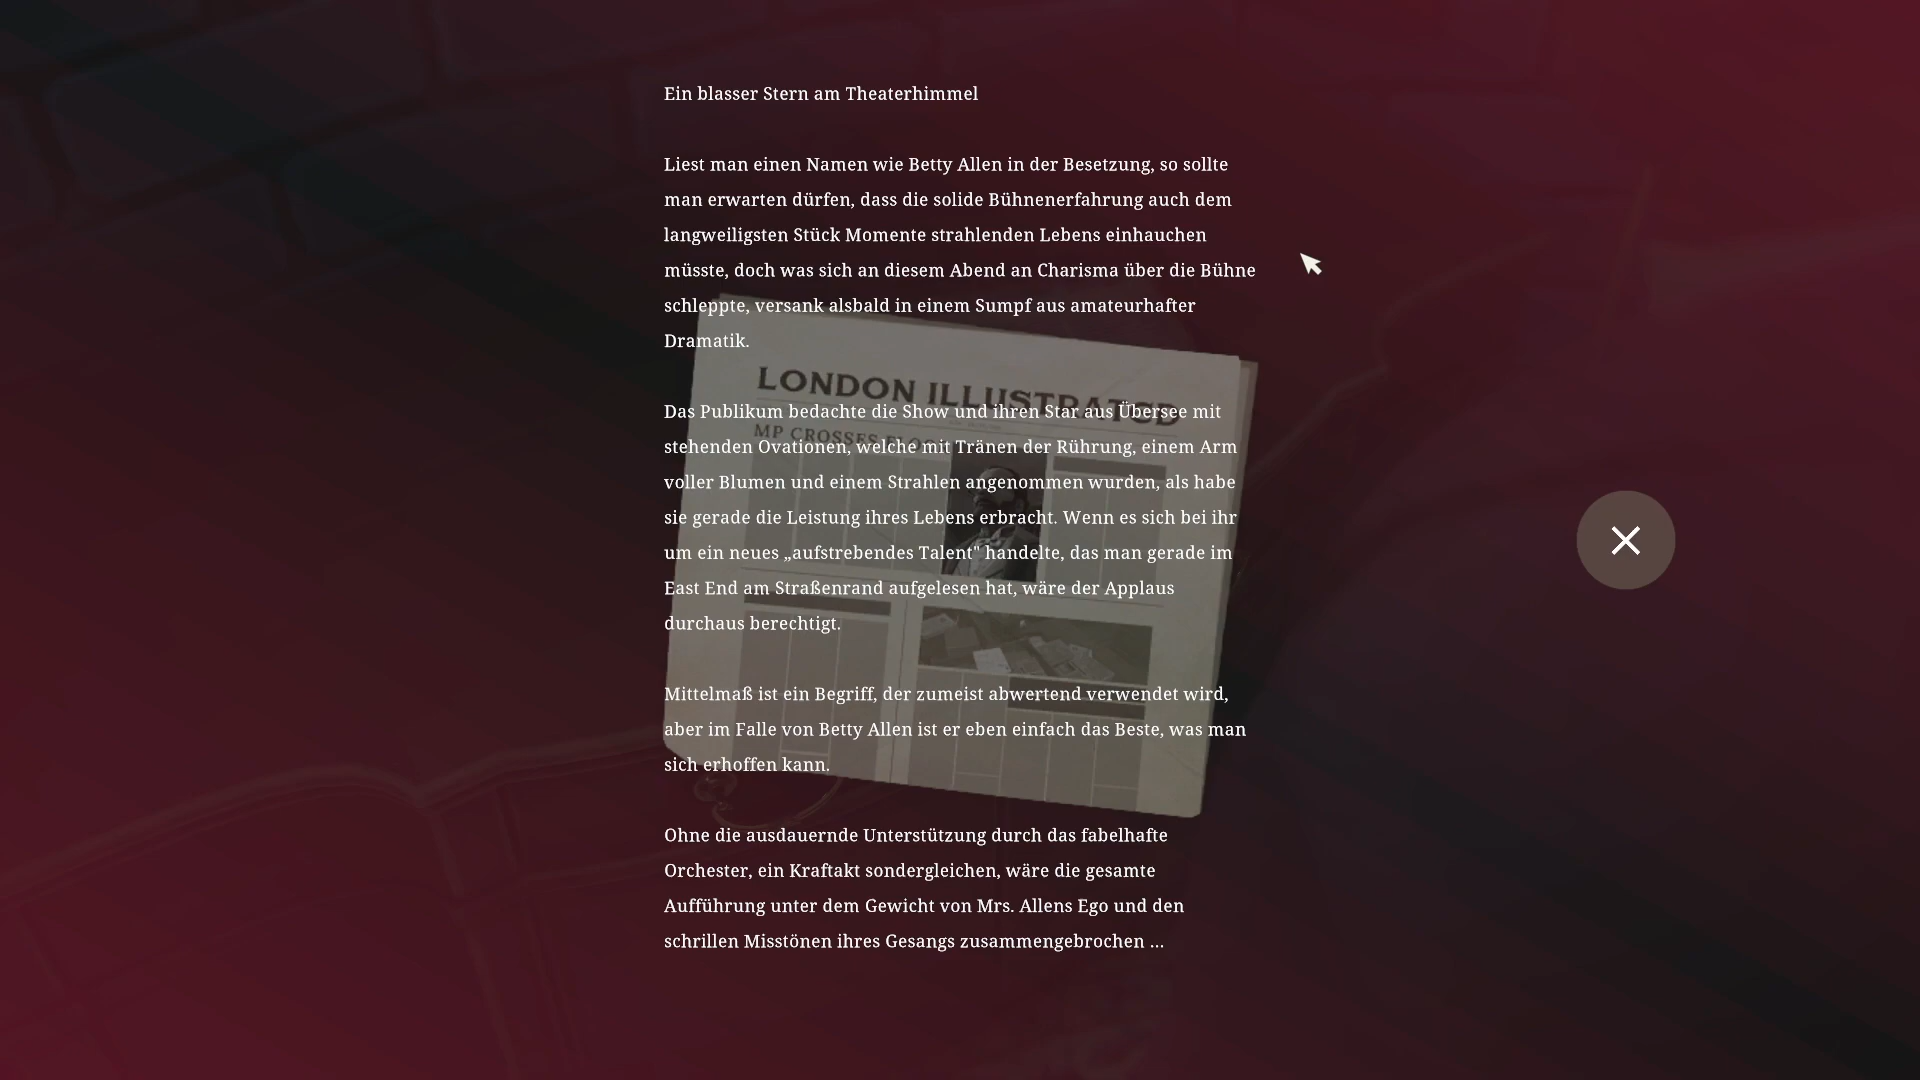 Ein blasser Stern am Theaterhimmel
Liest man einen Namen wie Betty Allen in der Besetzung, so sollte
man erwarten dürfen, dass die solide Bühnenerfahrung auch dem
langweiligsten Stück Momente strahlenden Lebens einhauchen
müsste, doch was sich an diesem Abend an Charisma über die Bühne
schleppte, versank alsbald in einem Sumpf aus amateurhafter
Dramatik.
LONDON ILLUSTRATED
Das Publikum bedachte die Show und ihren Star aus Übersee mit
MP CROSSES
stehenden Ovationen, welche mit Tränen der Rührung, einem Arm
voller Blumen und einem Strahlen angenommen wurden, als habe
sie gerade die Leistung ihres Lebens erbracht. Wenn es sich bei ihr
um ein neues „aufstrebendes Talent" handelte, das man gerade im
East End am Straßenrand aufgelesen hat, wäre der Applaus
durchaus berechtigt.
Mittelmaß ist ein Begriff, der zumeist abwertend verwendet wird,
aber im Falle von Betty Allen ist er eben einfach das Beste, was man
sich erhoffen kann.
Ohne die ausdauernde Unterstützung durch das fabelhafte
Orchester, ein Kraftakt sondergleichen, wäre die gesamte
Aufführung unter dem Gewicht von Mrs. Allens Ego und den
schrillen Misstönen ihres Gesangs zusammengebrochen ...